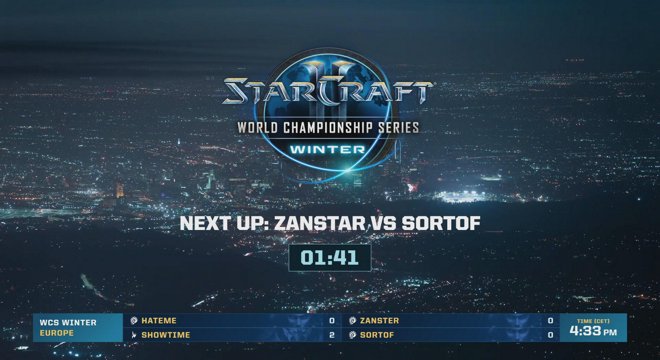 STARCRAFT
II
WORLD CHAMPIONSHIP SERIES
WINTER
NEXT UP: ZANSTAR VS SORTOF
01:41
WCS WINTER
EUROPE
HATEME 0
SHOWTIME 2
ZANSTER 0
SORTOF 0
TIME (CET)
4:33 PM